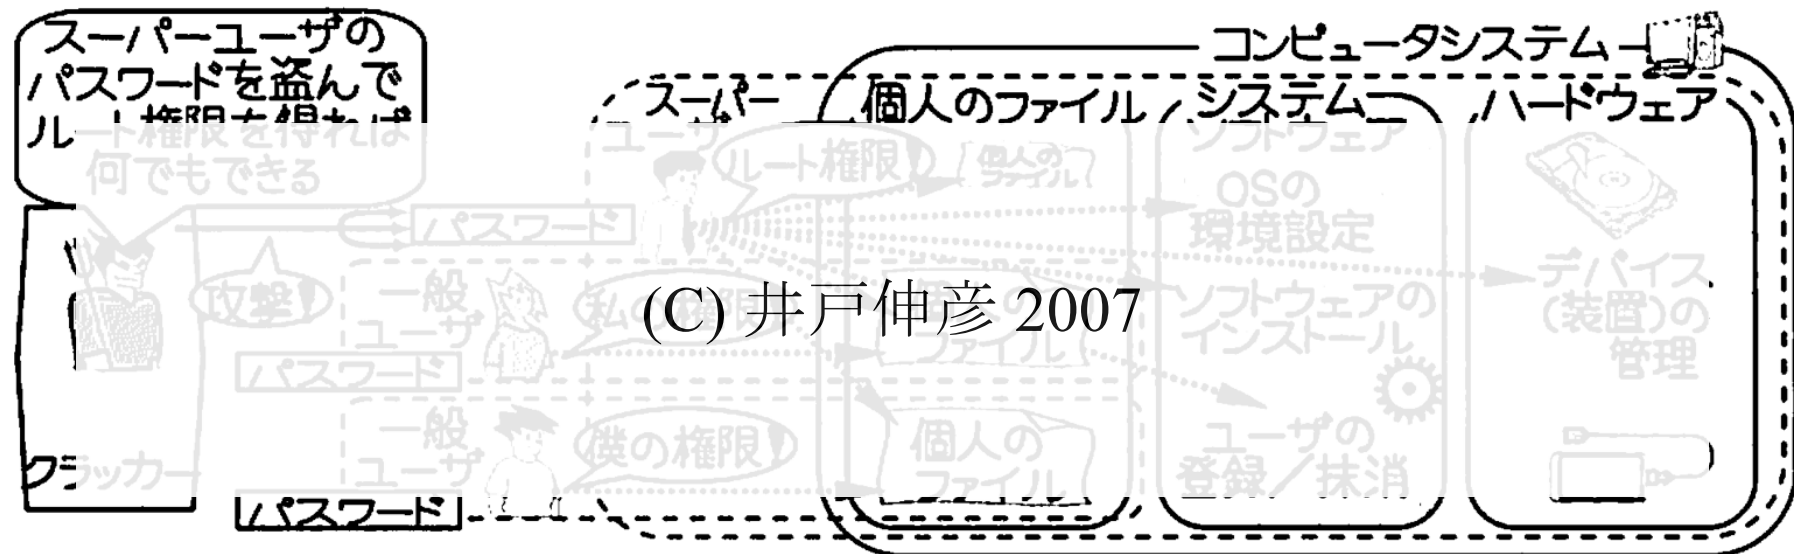 スーパーユーザの
パスワードを盗んで
ルート権限を得れば
何でもできる
コンピュータシステム
スーパー
ユーザ
個人のファイル
システム
ソフトウェア
ハードウェア
ルート権限!
個人の
ファイル
OSの
環境設定
パスワード
攻撃!
一般
ユーザ
私の権限!
(C) 井戸伸彦 2007
ファイル
ソフトウェアの
インストール
デバイス
(装置)の
管理
パスワード
一般
ユーザ
僕の権限!
個人の
ファイル
ユーザの
登録/抹消
クラッカー
パスワード